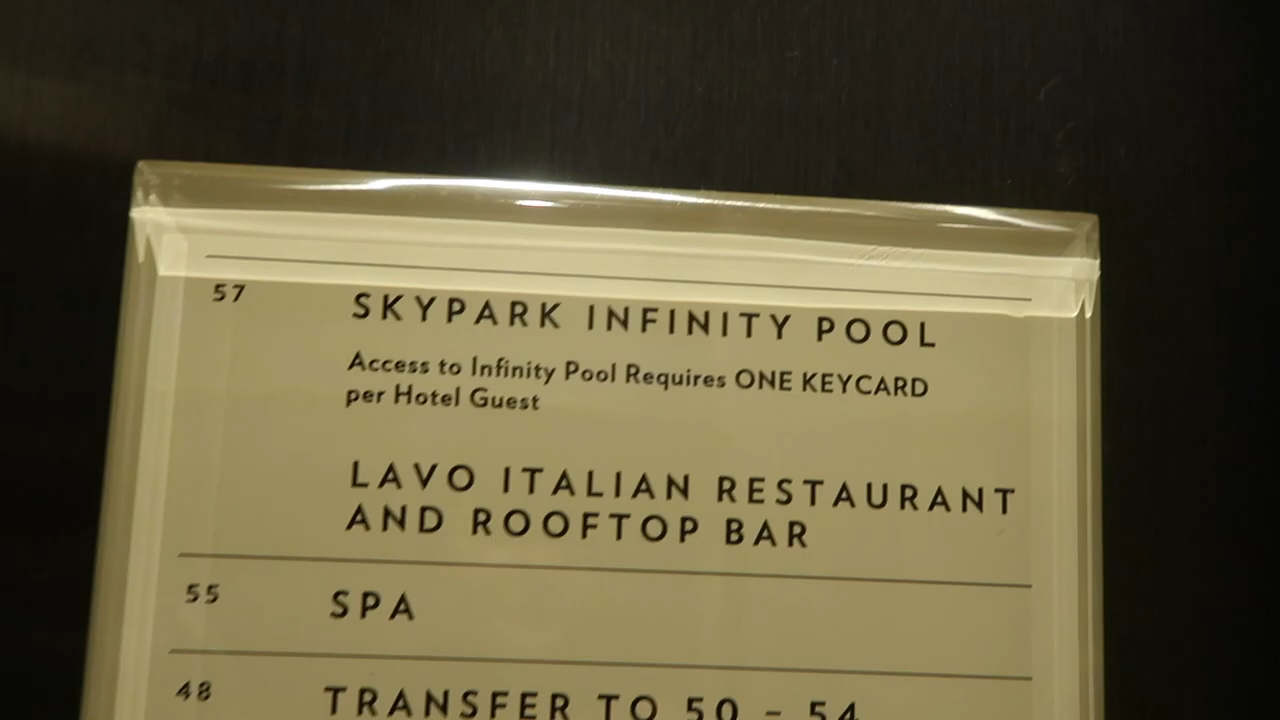 57 SKYPARK INFINITY POOL
Access to Infinity Pool Requires ONE KEYCARD
per Hotel Guest
LAVO ITALIAN RESTAURANT
AND ROOFTOP BAR
55 SPA
48 TRANSFER TO 50 - 54